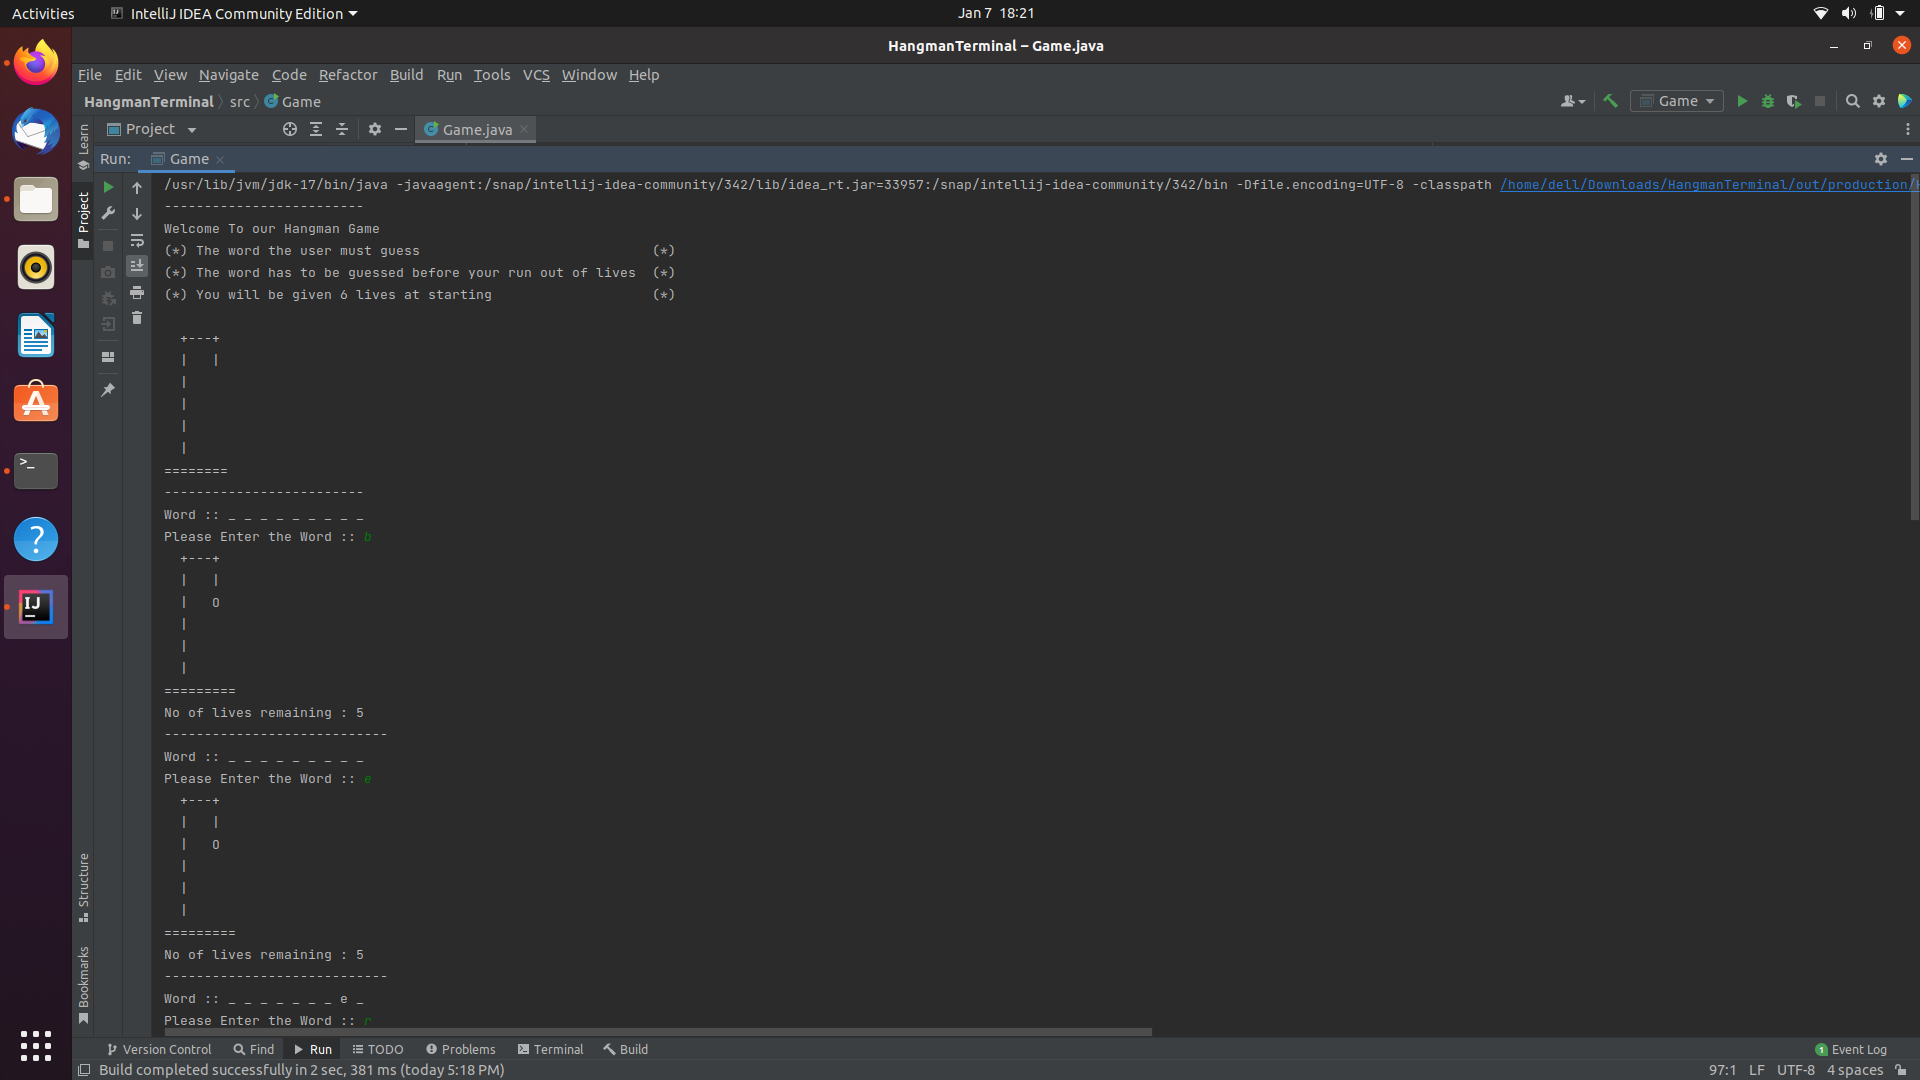 Activities IntelliJ IDEA Community Edition Jan 7 18:21
HangmanTerminal – Game.java
File Edit View Navigate Code Refactor Build Run Tools VCS Window Help
HangmanTerminal src Game Game
Learn
Project Game.java
Project
Run: Game
/usr/lib/jvm/jdk-17/bin/java -javaagent:/snap/intellij-idea-community/342/lib/idea_rt.jar=33957:/snap/intellij-idea-community/342/bin -Dfile.encoding=UTF-8 -classpath /home/dell/Downloads/HangmanTerminal/out/production/
-------------------------
Welcome To our Hangman Game
(*) The word the user must guess (*)
(*) The word has to be guessed before your run out of lives (*)
(*) You will be given 6 lives at starting (*)
+---+
|   |
|
|
|
|
========
-------------------------
Word :: _ _ _ _ _ _ _ _ _
Please Enter the Word :: b
+---+
|   |
|   O
|
|
|
=========
No of lives remaining : 5
----------------------------
Word :: _ _ _ _ _ _ _ _ _
Please Enter the Word :: e
+---+
|   |
|   O
|
|
|
=========
No of lives remaining : 5
----------------------------
Word :: _ _ _ _ _ _ _ e _
Please Enter the Word :: r
Structure
Bookmarks
Version Control Find Run TODO Problems Terminal Build 1 Event Log
Build completed successfully in 2 sec, 381 ms (today 5:18 PM) 97:1 LF UTF-8 4 spaces